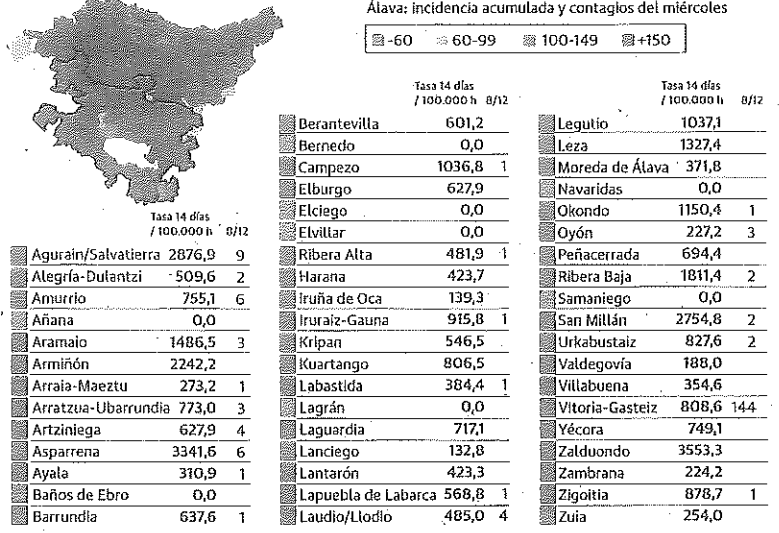 Álava: incidencia acumulada y contagios del miércoles
-60 60-99 100-149 +150
Tasa 14 días
/ 100.000 h 8/12
Agurain/Salvatierra 2876,9 9
Alegría-Dulantzi 509,6 2
Amurrio 755,1 6
Añana 0,0
Aramaio 1486,5 3
Armiñón 2242,2
Arraia-Maeztu 273,2 1
Arratzua-Ubarrundia 773,0 3
Artziniega 627,9 4
Asparrena 3341,6 6
Ayala 310,9 1
Baños de Ebro 0,0
Barrundia 637,6 1
Tasa 14 días
/ 100.000 h 8/12
Berantevilla 601,2
Bernedo 0,0
Campezo 1036,8 1
Elburgo 627,9
Elciego 0,0
Elvillar 0,0
Ribera Alta 481,9 1
Harana 423,7
Iruña de Oca 139,3
Iruraiz-Gauna 915,8 1
Kripan 546,5
Kuartango 806,5
Labastida 384,4 1
Lagrán 0,0
Laguardia 717,1
Lanciego 132,8
Lantarón 423,3
Lapuebla de Labarca 568,8 1
Laudio/Llodio 485,0 4
Tasa 14 días
/ 100.000 h 8/12
Legutio 1037,1
Leza 1327,4
Moreda de Álava 371,8
Navaridas 0,0
Okondo 1150,4 1
Oyón 227,2 3
Peñacerrada 694,4
Ribera Baja 1811,4 2
Samaniego 0,0
San Millán 2754,8 2
Urkabustaiz 827,6 2
Valdegovía 188,0
Villabuena 354,6
Vitoria-Gasteiz 808,6 144
Yécora 749,1
Zalduondo 3553,3
Zambrana 224,2
Zigoitia 878,7 1
Zuia 254,0